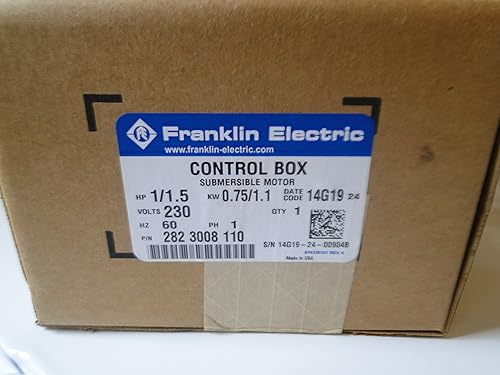 Franklin Electric
www.franklin-electric.com
CONTROL BOX
SUBMERSIBLE MOTOR
HP 1/1.5 KW 0.75/1.1 DATE CODE 14G19 24
VOLTS 230 QTY 1
HZ 60 PH 1
P/N 282 3008 110
S/N 14G19-24-00904B
Made in USA